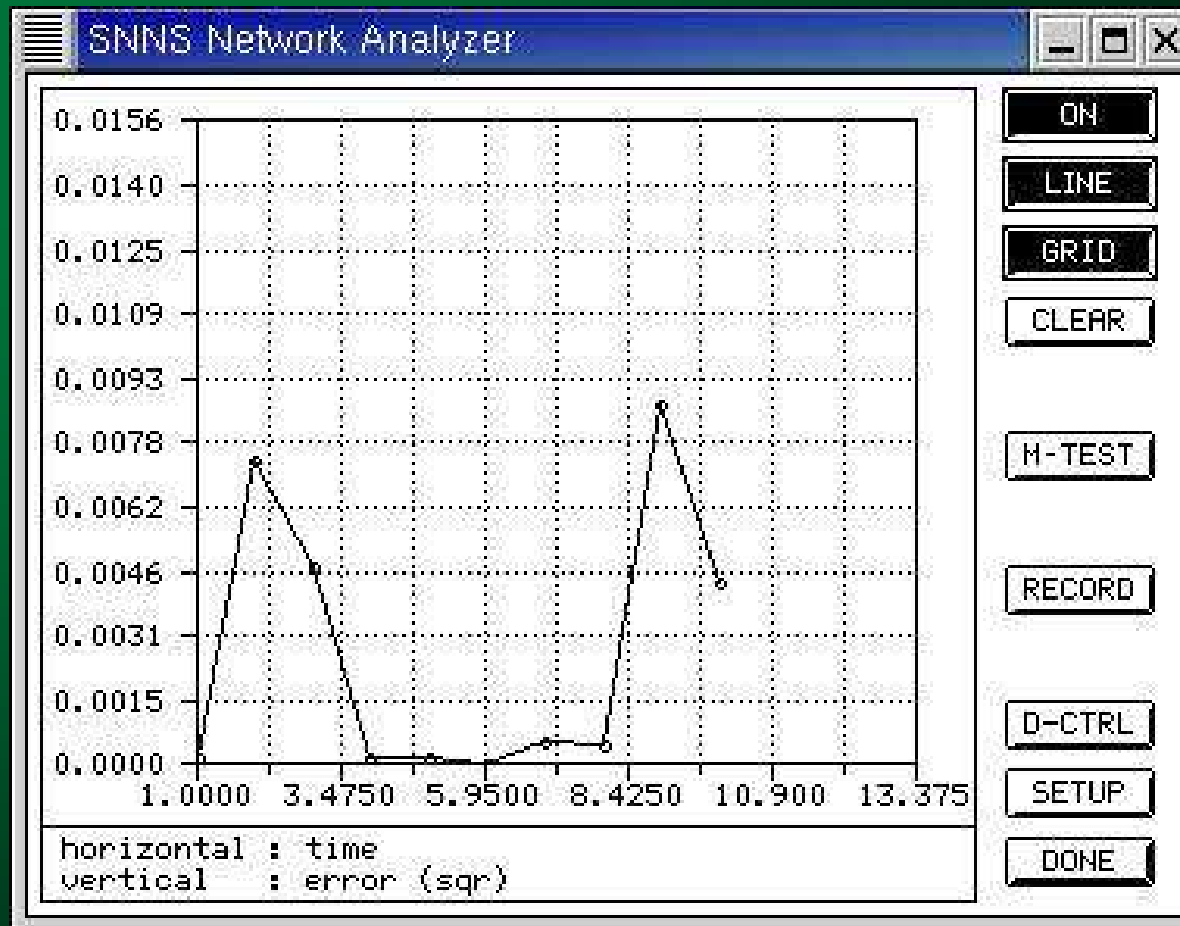 SNNS Network Analyzer
0.0156
0.0140
0.0125
0.0109
0.0093
0.0078
0.0062
0.0046
0.0031
0.0015
0.0000
1.0000 3.4750 5.9500 8.4250 10.900 13.375
horizontal : time
vertical : error (sqr)
ON
LINE
GRID
CLEAR
M-TEST
RECORD
D-CTRL
SETUP
DONE